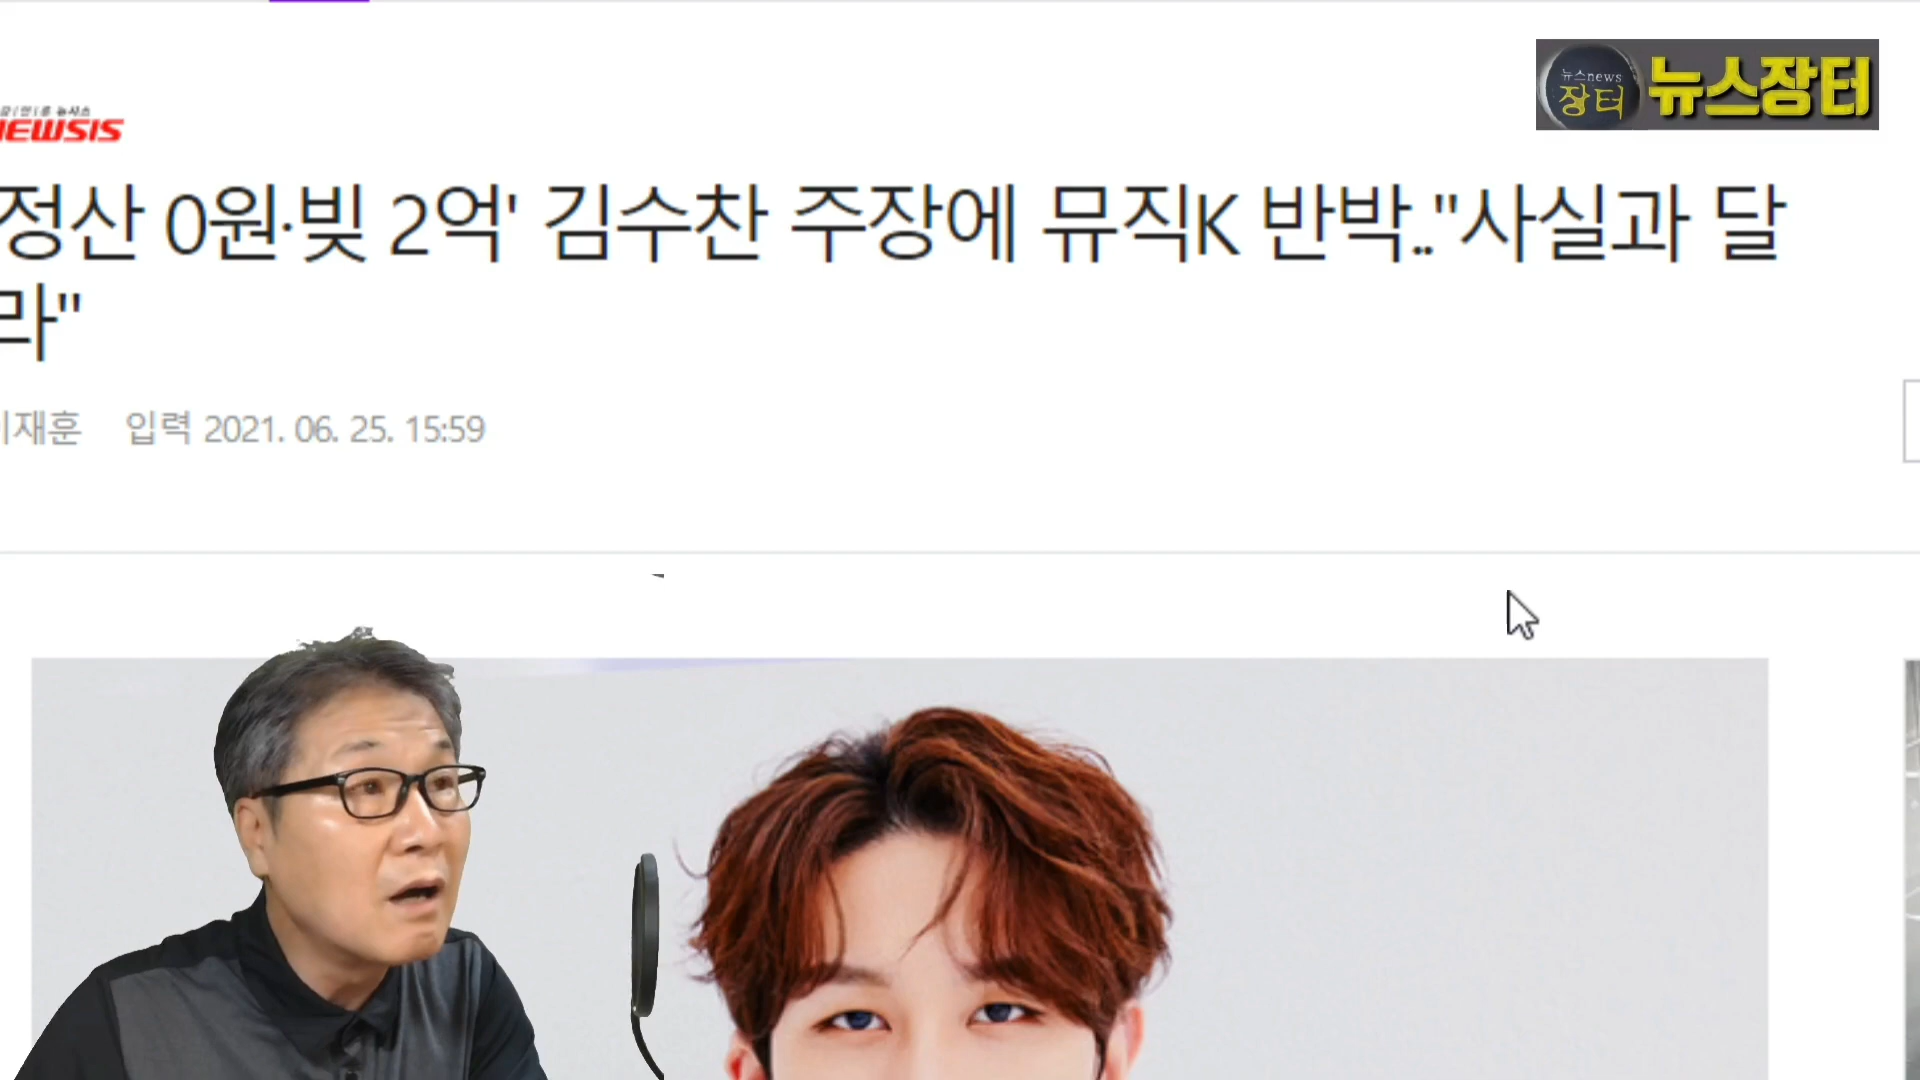 뉴스news
장터
뉴스장터
NEWSIS
정산 0원·빚 2억' 김수찬 주장에 뮤직K 반박.."사실과 달
라"
이재훈 입력 2021. 06. 25. 15:59